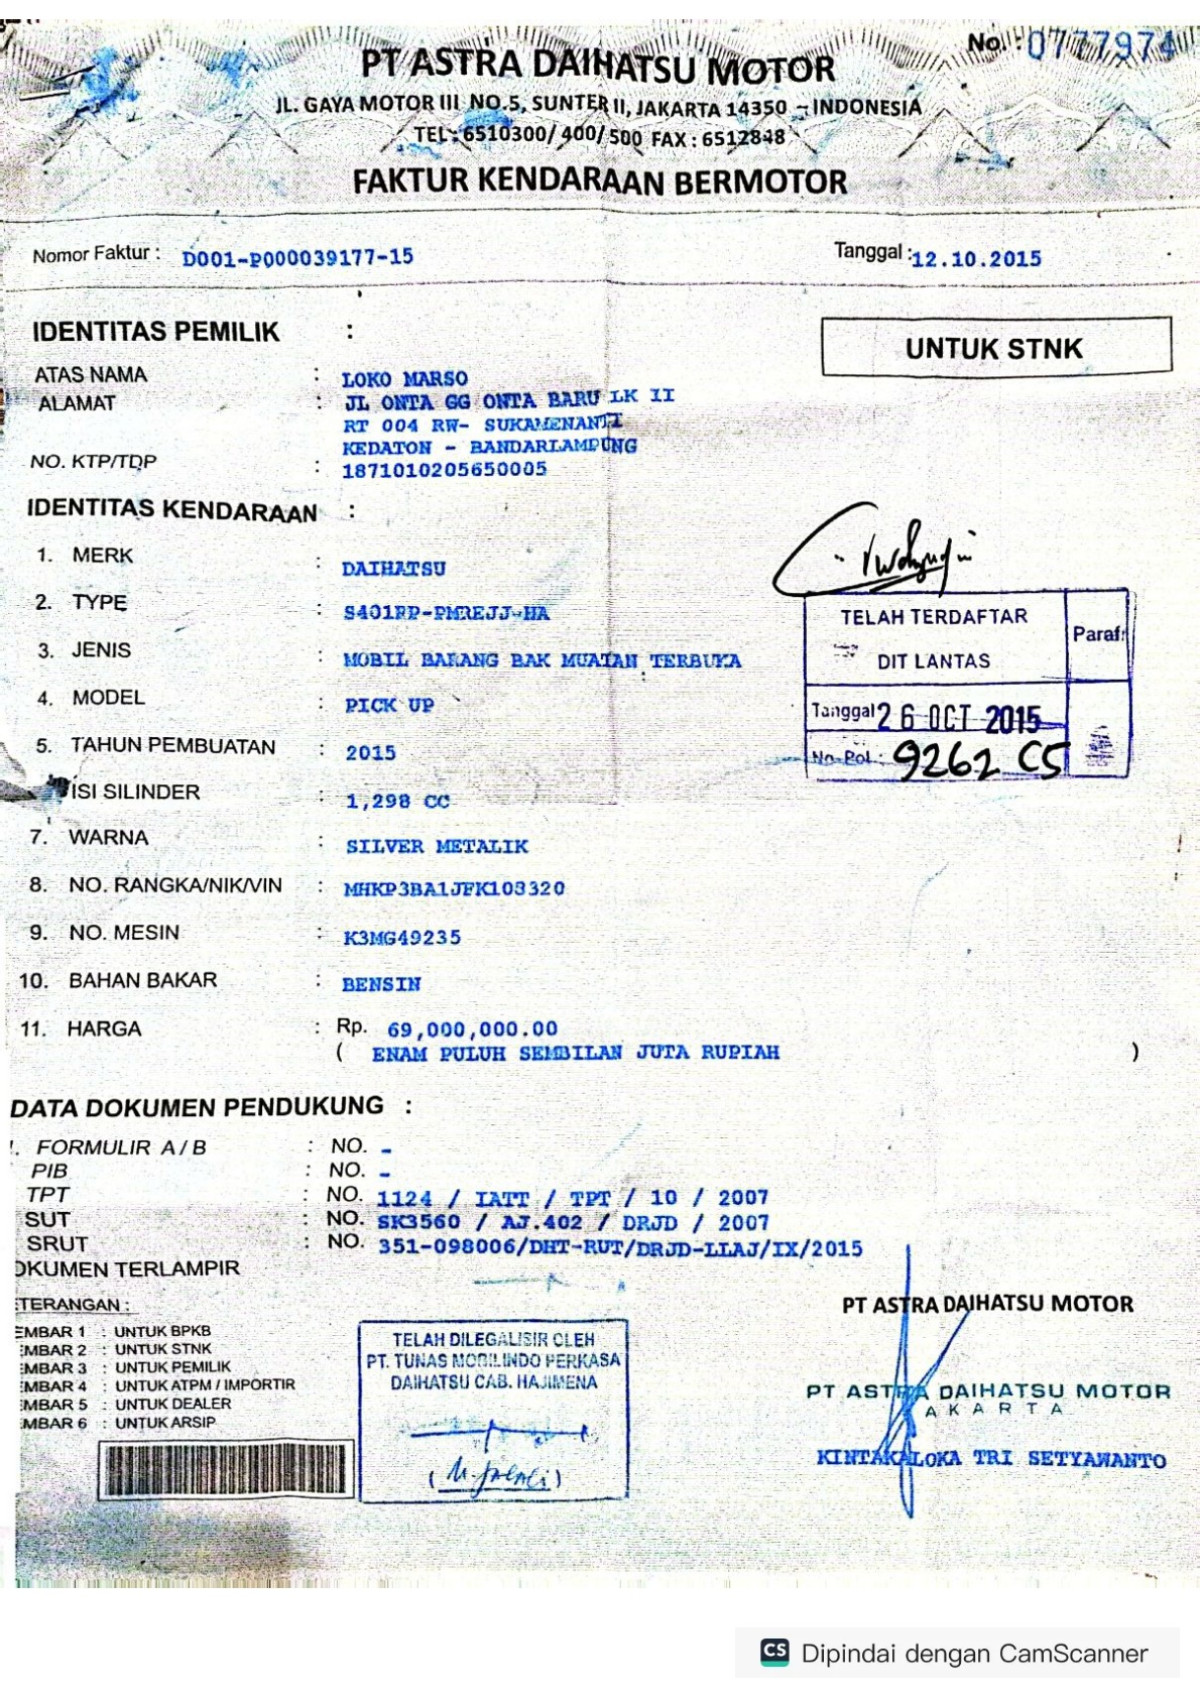 No. : 0777974
PT ASTRA DAIHATSU MOTOR
JL. GAYA MOTOR III NO.5, SUNTER II, JAKARTA 14350 - INDONESIA
TEL : 6510300/ 400/ 500 FAX : 6512848
FAKTUR KENDARAAN BERMOTOR
Nomor Faktur : D001-P000039177-15 Tanggal : 12.10.2015
IDENTITAS PEMILIK :
UNTUK STNK
ATAS NAMA : LOKO MARSO
ALAMAT : JL ONTA GG ONTA BARU LK II
RT 004 RW- SUKAMENANTI
KEDATON - BANDARLAMPUNG
NO. KTP/TDP : 1871010205650005
IDENTITAS KENDARAAN :
1. MERK : DAIHATSU
2. TYPE : S401RP-PMREJJ-HA
3. JENIS : MOBIL BARANG BAK MUATAN TERBUKA
4. MODEL : PICK UP
5. TAHUN PEMBUATAN : 2015
ISI SILINDER : 1,298 CC
7. WARNA : SILVER METALIK
8. NO. RANGKA/NIK/VIN : MHKP3BA1JFK108320
9. NO. MESIN : K3MG49235
10. BAHAN BAKAR : BENSIN
11. HARGA : Rp. 69,000,000.00
( ENAM PULUH SEMBILAN JUTA RUPIAH )
TELAH TERDAFTAR
DIT LANTAS
Paraf:
Tanggal 26 OCT 2015
No. Pol : 9262 CS
DATA DOKUMEN PENDUKUNG :
1. FORMULIR A / B : NO. -
PIB : NO. -
TPT : NO. 1124 / IATT / TPT / 10 / 2007
SUT : NO. SK3560 / AJ.402 / DRJD / 2007
SRUT : NO. 351-098006/DHT-RUT/DRJD-LLAJ/IX/2015
OKUMEN TERLAMPIR
ETERANGAN :
EMBAR 1 : UNTUK BPKB
EMBAR 2 : UNTUK STNK
EMBAR 3 : UNTUK PEMILIK
EMBAR 4 : UNTUK ATPM / IMPORTIR
EMBAR 5 : UNTUK DEALER
EMBAR 6 : UNTUK ARSIP
TELAH DILEGALISIR OLEH
PT. TUNAS MOBILINDO PERKASA
DAIHATSU CAB. HAJIMENA
PT ASTRA DAIHATSU MOTOR
PT ASTRA DAIHATSU MOTOR
AKARTA
KINTAKALOKA TRI SETYAWANTO
CS Dipindai dengan CamScanner